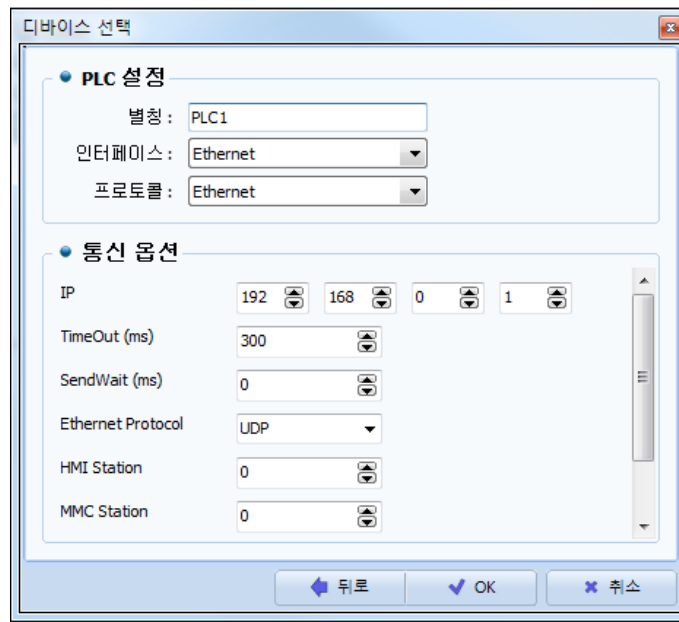 디바이스 선택
PLC 설정
별칭 : PLC1
인터페이스 : Ethernet
프로토콜 : Ethernet
통신 옵션
IP 192 168 0 1
TimeOut (ms) 300
SendWait (ms) 0
Ethernet Protocol UDP
HMI Station 0
MMC Station 0
뒤로 OK 취소